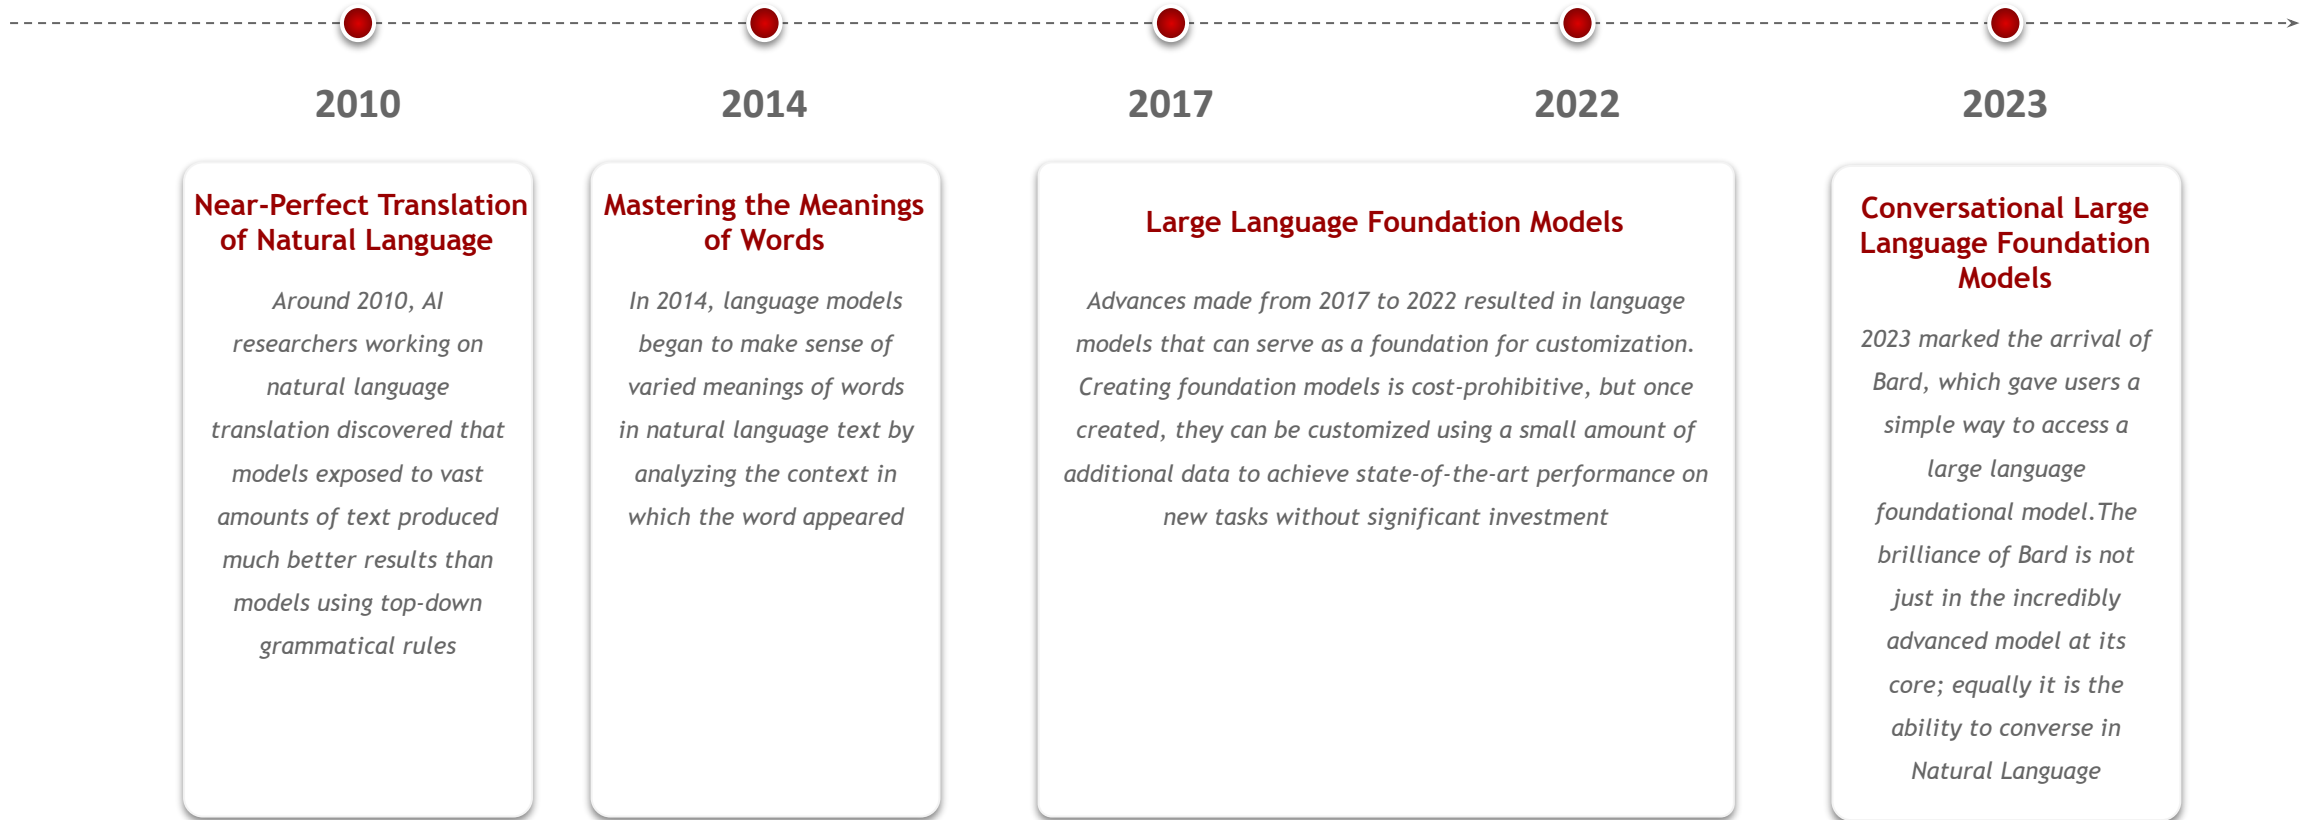 2010
2014
2017
2022
2023
Near-Perfect Translation
of Natural Language
Around 2010, AI
researchers working on
natural language
translation discovered that
models exposed to vast
amounts of text produced
much better results than
models using top-down
grammatical rules
Mastering the Meanings
of Words
In 2014, language models
began to make sense of
varied meanings of words
in natural language text by
analyzing the context in
which the word appeared
Large Language Foundation Models
Advances made from 2017 to 2022 resulted in language
models that can serve as a foundation for customization.
Creating foundation models is cost-prohibitive, but once
created, they can be customized using a small amount of
additional data to achieve state-of-the-art performance on
new tasks without significant investment
Conversational Large
Language Foundation
Models
2023 marked the arrival of
Bard, which gave users a
simple way to access a
large language
foundational model.The
brilliance of Bard is not
just in the incredibly
advanced model at its
core; equally it is the
ability to converse in
Natural Language